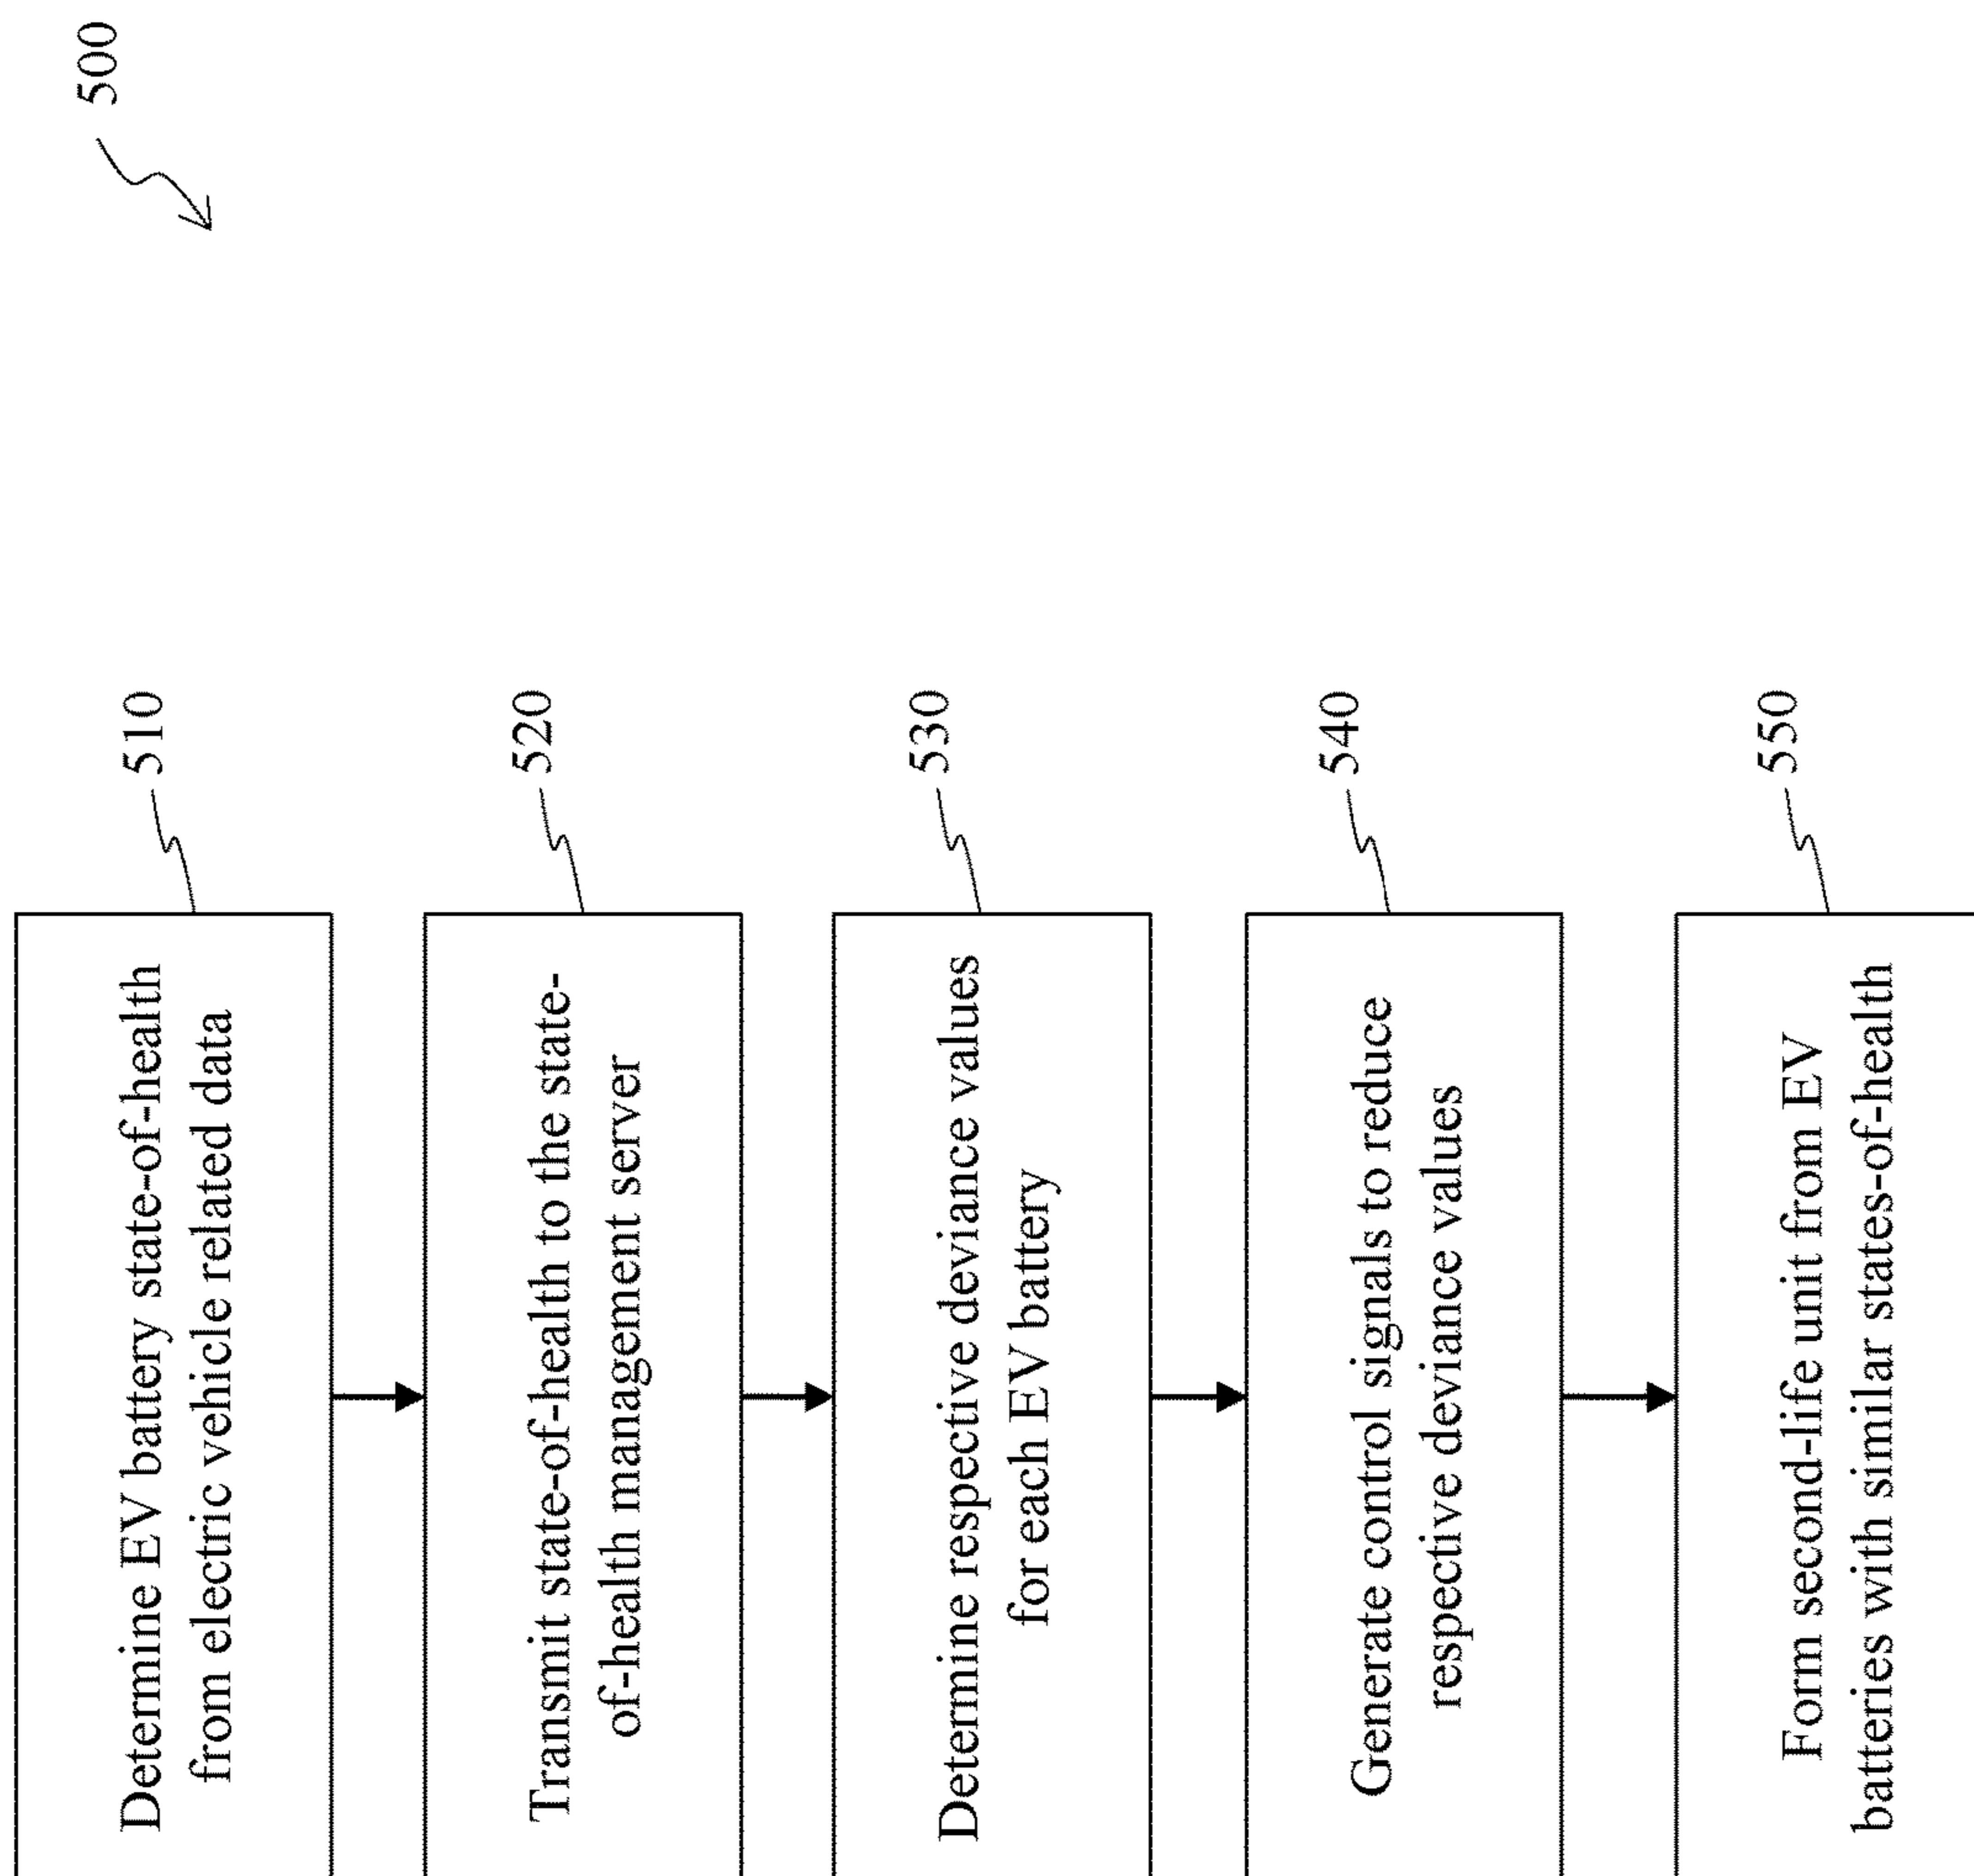 500
Determine EV battery state-of-health
from electric vehicle related data
510
Transmit state-of-health to the state-
of-health management server
520
Determine respective deviance values
for each EV battery
530
Generate control signals to reduce
respective deviance values
540
Form second-life unit from EV
batteries with similar states-of-health
550